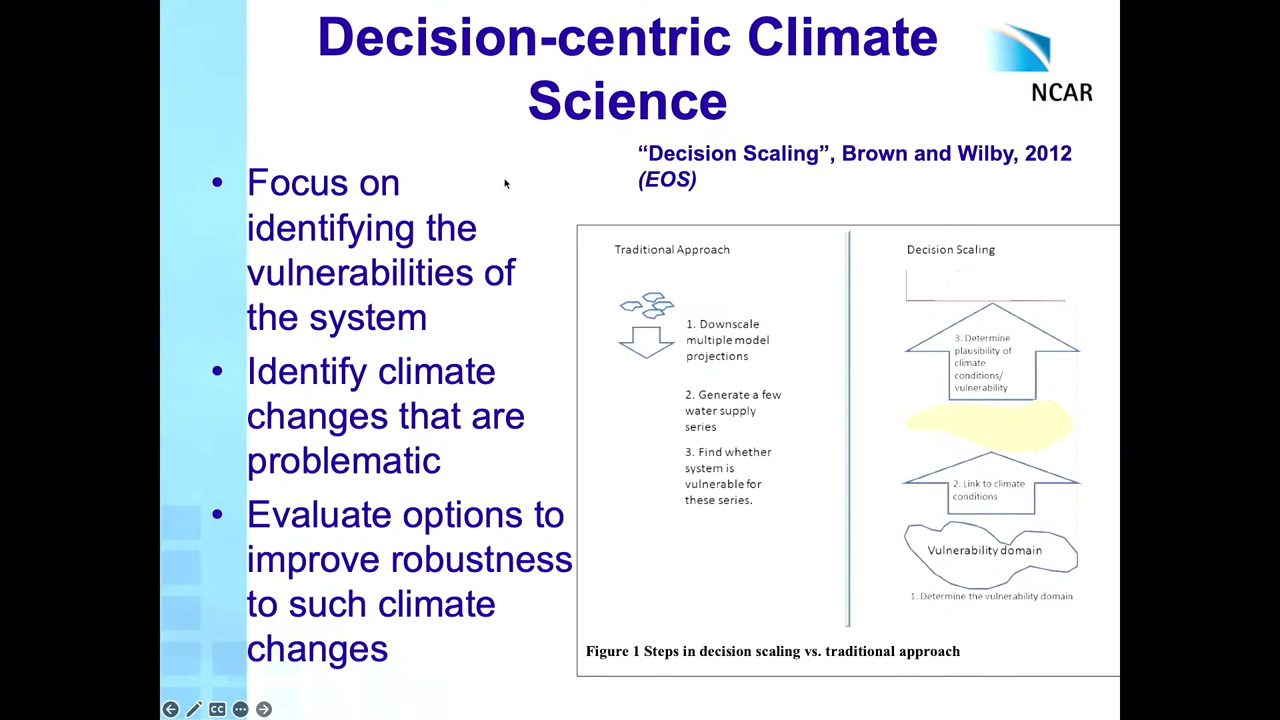 Decision-centric Climate
Science
NCAR
“Decision Scaling”, Brown and Wilby, 2012
(EOS)
• Focus on
identifying the
vulnerabilities of
the system
• Identify climate
changes that are
problematic
• Evaluate options to
improve robustness
to such climate
changes
Traditional Approach
1. Downscale
multiple model
projections
2. Generate a few
water supply
series
3. Find whether
system is
vulnerable for
these series.
Decision Scaling
3. Determine
plausibility of
climate
conditions/
vulnerability
2. Link to climate
conditions
Vulnerability domain
1. Determine the vulnerability domain
Figure 1 Steps in decision scaling vs. traditional approach
CC